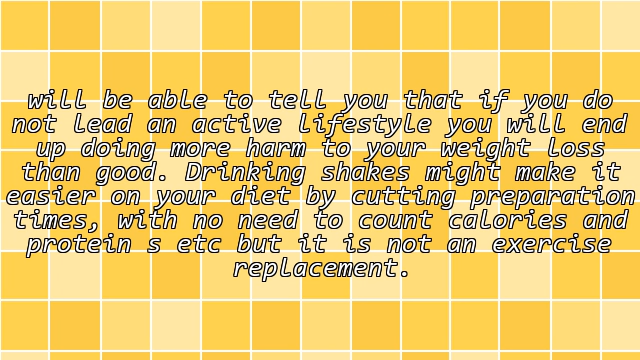 will be able to tell you that if you do
not lead an active lifestyle you will end
up doing more harm to your weight loss
than good. Drinking shakes might make it
easier on your diet by cutting preparation
times, with no need to count calories and
protein s etc but it is not an exercise
replacement.